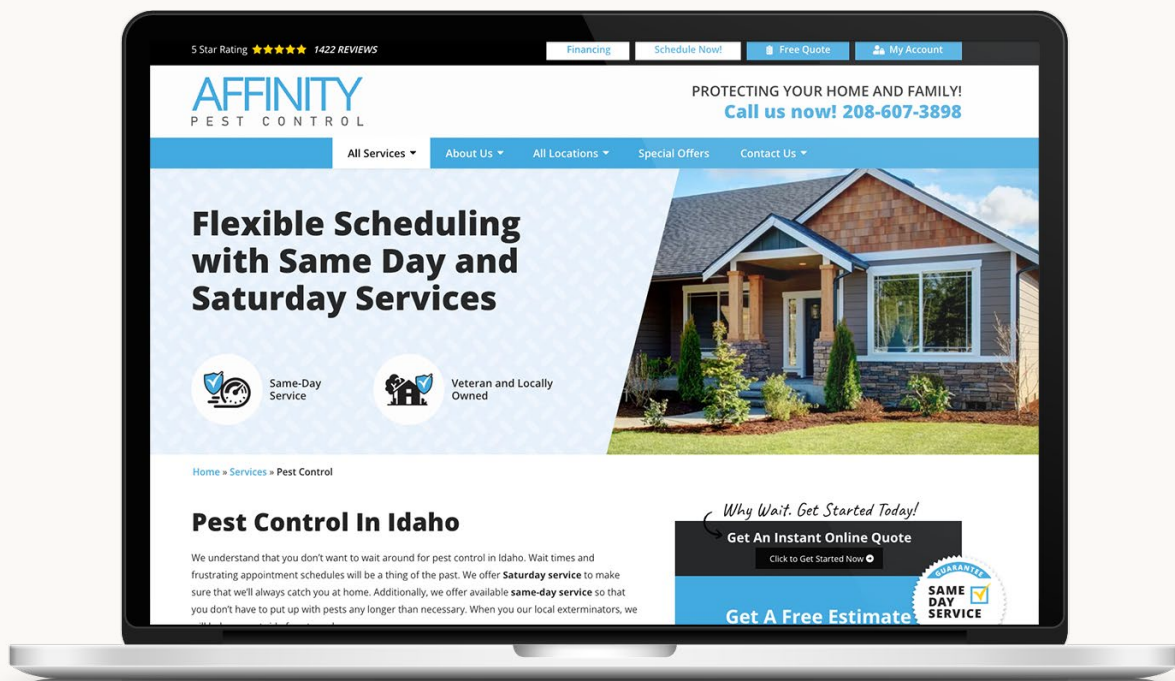 5 Star Rating 1422 REVIEWS
Financing
Schedule Now!
Free Quote
My Account
AFFINITY
PEST CONTROL
PROTECTING YOUR HOME AND FAMILY!
Call us now! 208-607-3898
All Services
About Us
All Locations
Special Offers
Contact Us
Flexible Scheduling
with Same Day and
Saturday Services
Same-Day
Service
Veteran and Locally
Owned
Home » Services » Pest Control
Pest Control In Idaho
We understand that you don't want to wait around for pest control in Idaho. Wait times and
frustrating appointment schedules will be a thing of the past. We offer Saturday service to make
sure that we'll always catch you at home. Additionally, we offer available same-day service so that
you don't have to put up with pests any longer than necessary. When you our local exterminators, we
Why Wait. Get Started Today!
Get An Instant Online Quote
Click to Get Started Now
Get A Free Estimate
GUARANTEE
SAME
DAY
SERVICE